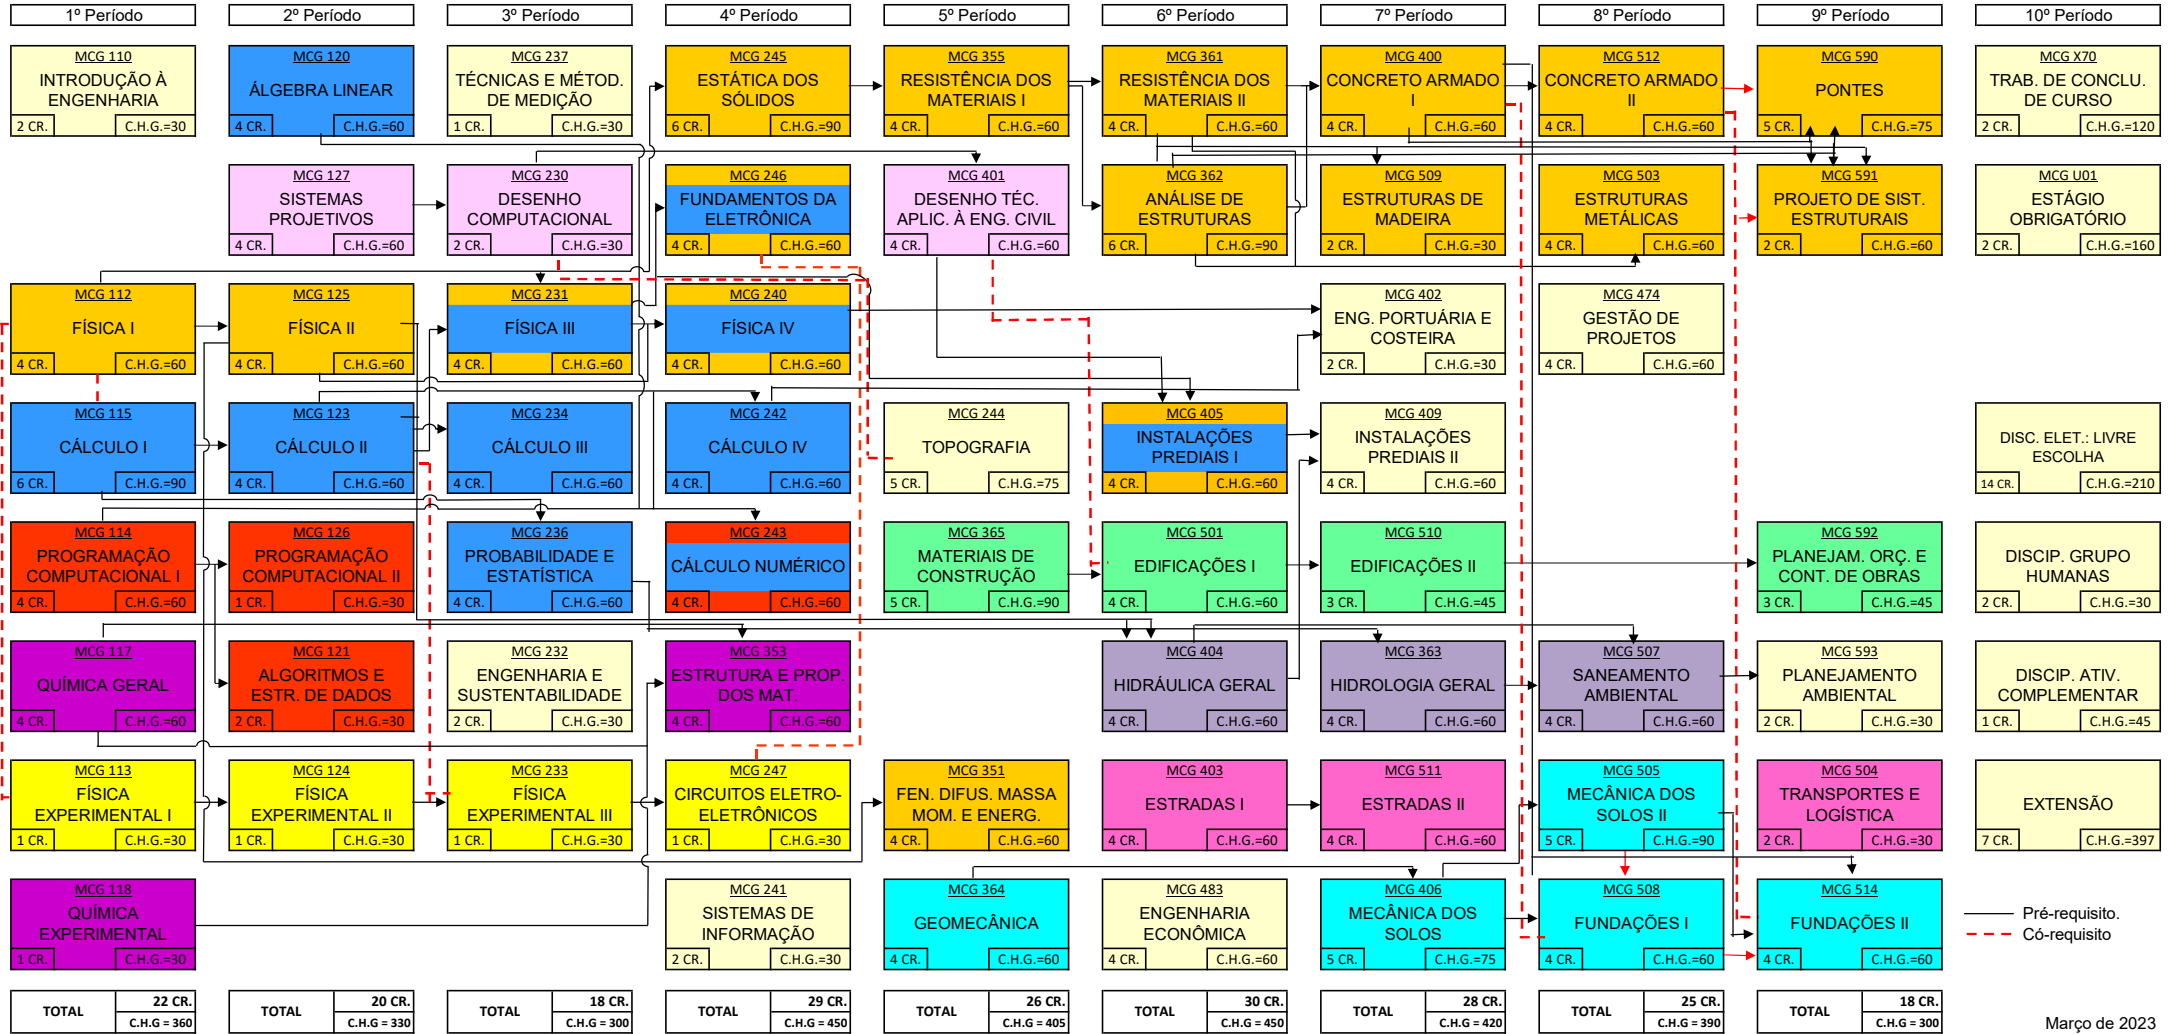 1º Período
2º Período
3º Período
4º Período
5º Período
6º Período
7º Período
8º Período
9º Período
10º Período
MCG 110
INTRODUÇÃO À
ENGENHARIA
2 CR.
C.H.G.=30
MCG 120
ÁLGEBRA LINEAR
4 CR.
C.H.G.=60
MCG 237
TÉCNICAS E MÉTOD.
DE MEDIÇÃO
1 CR.
C.H.G.=30
MCG 245
ESTÁTICA DOS
SÓLIDOS
6 CR.
C.H.G.=90
MCG 355
RESISTÊNCIA DOS
MATERIAIS I
4 CR.
C.H.G.=60
MCG 361
RESISTÊNCIA DOS
MATERIAIS II
4 CR.
C.H.G.=60
MCG 400
CONCRETO ARMADO
I
4 CR.
C.H.G.=60
MCG 512
CONCRETO ARMADO
II
4 CR.
C.H.G.=60
MCG 590
PONTES
5 CR.
C.H.G.=75
MCG X70
TRAB. DE CONCLU.
DE CURSO
2 CR.
C.H.G.=120
MCG 127
SISTEMAS
PROJETIVOS
4 CR.
C.H.G.=60
MCG 230
DESENHO
COMPUTACIONAL
2 CR.
C.H.G.=30
MCG 246
FUNDAMENTOS DA
ELETRÔNICA
4 CR.
C.H.G.=60
MCG 401
DESENHO TÉC.
APLIC. À ENG. CIVIL
4 CR.
C.H.G.=60
MCG 362
ANÁLISE DE
ESTRUTURAS
6 CR.
C.H.G.=90
MCG 509
ESTRUTURAS DE
MADEIRA
2 CR.
C.H.G.=30
MCG 503
ESTRUTURAS
METÁLICAS
4 CR.
C.H.G.=60
MCG 591
PROJETO DE SIST.
ESTRUTURAIS
2 CR.
C.H.G.=60
MCG U01
ESTÁGIO
OBRIGATÓRIO
2 CR.
C.H.G.=160
MCG 112
FÍSICA I
4 CR.
C.H.G.=60
MCG 125
FÍSICA II
4 CR.
C.H.G.=60
MCG 231
FÍSICA III
4 CR.
C.H.G.=60
MCG 240
FÍSICA IV
4 CR.
C.H.G.=60
MCG 402
ENG. PORTUÁRIA E
COSTEIRA
2 CR.
C.H.G.=30
MCG 474
GESTÃO DE
PROJETOS
4 CR.
C.H.G.=60
MCG 115
CÁLCULO I
6 CR.
C.H.G.=90
MCG 123
CÁLCULO II
4 CR.
C.H.G.=60
MCG 234
CÁLCULO III
4 CR.
C.H.G.=60
MCG 242
CÁLCULO IV
4 CR.
C.H.G.=60
MCG 244
TOPOGRAFIA
5 CR.
C.H.G.=75
MCG 405
INSTALAÇÕES
PREDIAIS I
4 CR.
C.H.G.=60
MCG 409
INSTALAÇÕES
PREDIAIS II
4 CR.
C.H.G.=60
DISC. ELET.: LIVRE
ESCOLHA
14 CR.
C.H.G=210
MCG 114
PROGRAMAÇÃO
COMPUTACIONAL I
4 CR.
C.H.G.=60
MCG 126
PROGRAMAÇÃO
COMPUTACIONAL II
1 CR.
C.H.G.=30
MCG 236
PROBABILIDADE E
ESTATÍSTICA
4 CR.
C.H.G.=60
MCG 243
CÁLCULO NUMÉRICO
4 CR.
C.H.G.=60
MCG 365
MATERIAIS DE
CONSTRUÇÃO
5 CR.
C.H.G.=90
MCG 501
EDIFICAÇÕES I
4 CR.
C.H.G.=60
MCG 510
EDIFICAÇÕES II
3 CR.
C.H.G.=45
MCG 592
PLANEJAM. ORÇ. E
CONT. DE OBRAS
3 CR.
C.H.G.=45
DISCIP. GRUPO
HUMANAS
2 CR.
C.H.G.=30
MCG 117
QUÍMICA GERAL
4 CR.
C.H.G.=60
MCG 121
ALGORITMOS E
ESTR. DE DADOS
2 CR.
C.H.G.=30
MCG 232
ENGENHARIA E
SUSTENTABILIDADE
2 CR.
C.H.G.=30
MCG 353
ESTRUTURA E PROP.
DOS MAT.
4 CR.
C.H.G.=60
MCG 404
HIDRÁULICA GERAL
4 CR.
C.H.G.=60
MCG 363
HIDROLOGIA GERAL
4 CR.
C.H.G.=60
MCG 507
SANEAMENTO
AMBIENTAL
4 CR.
C.H.G.=60
MCG 593
PLANEJAMENTO
AMBIENTAL
2 CR.
C.H.G.=30
DISCIP. ATIV.
COMPLEMENTAR
1 CR.
C.H.G.=45
MCG 113
FÍSICA
EXPERIMENTAL I
1 CR.
C.H.G.=30
MCG 124
FÍSICA
EXPERIMENTAL II
1 CR.
C.H.G.=30
MCG 233
FÍSICA
EXPERIMENTAL III
1 CR.
C.H.G.=30
MCG 247
CIRCUITOS ELETRO-
ELETRÔNICOS
1 CR.
C.H.G.=30
MCG 351
FEN. DIFUS. MASSA
MOM. E ENERG.
4 CR.
C.H.G.=60
MCG 403
ESTRADAS I
4 CR.
C.H.G.=60
MCG 511
ESTRADAS II
4 CR.
C.H.G.=60
MCG 505
MECÂNICA DOS
SOLOS II
5 CR.
C.H.G.=90
MCG 504
TRANSPORTES E
LOGÍSTICA
2 CR.
C.H.G.=30
EXTENSÃO
7 CR.
C.H.G=397
MCG 118
QUÍMICA
EXPERIMENTAL
1 CR.
C.H.G.=30
MCG 241
SISTEMAS DE
INFORMAÇÃO
2 CR.
C.H.G.=30
MCG 364
GEOMECÂNICA
4 CR.
C.H.G.=60
MCG 483
ENGENHARIA
ECONÔMICA
4 CR.
C.H.G.=60
MCG 406
MECÂNICA DOS
SOLOS
5 CR.
C.H.G.=75
MCG 508
FUNDAÇÕES I
4 CR.
C.H.G.=60
MCG 514
FUNDAÇÕES II
4 CR.
C.H.G.=60
Pré-requisito.
Có-requisito
TOTAL
22 CR.
C.H.G = 360
TOTAL
20 CR.
C.H.G = 330
TOTAL
18 CR.
C.H.G = 300
TOTAL
29 CR.
C.H.G = 450
TOTAL
26 CR.
C.H.G = 405
TOTAL
30 CR.
C.H.G = 450
TOTAL
28 CR.
C.H.G = 420
TOTAL
25 CR.
C.H.G = 390
TOTAL
18 CR.
C.H.G = 300
Março de 2023